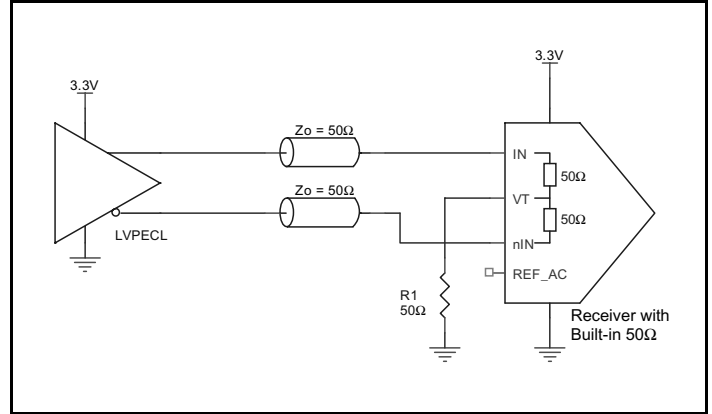 3.3V
3.3V
Zo = 50Ω
IN
50Ω
VT
Zo = 50Ω
50Ω
LVPECL
nIN
REF_AC
R1
50Ω
Receiver with
Built-in 50Ω